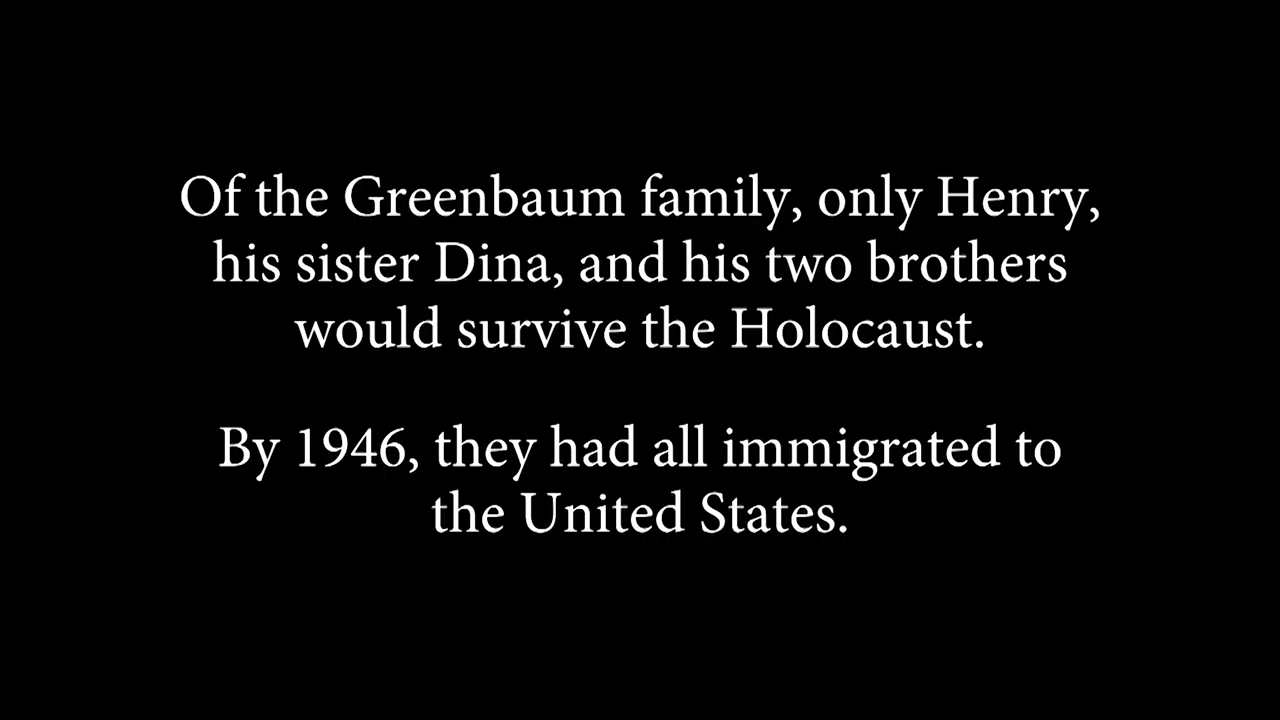 Of the Greenbaum family, only Henry,
his sister Dina, and his two brothers
would survive the Holocaust.
By 1946, they had all immigrated to
the United States.